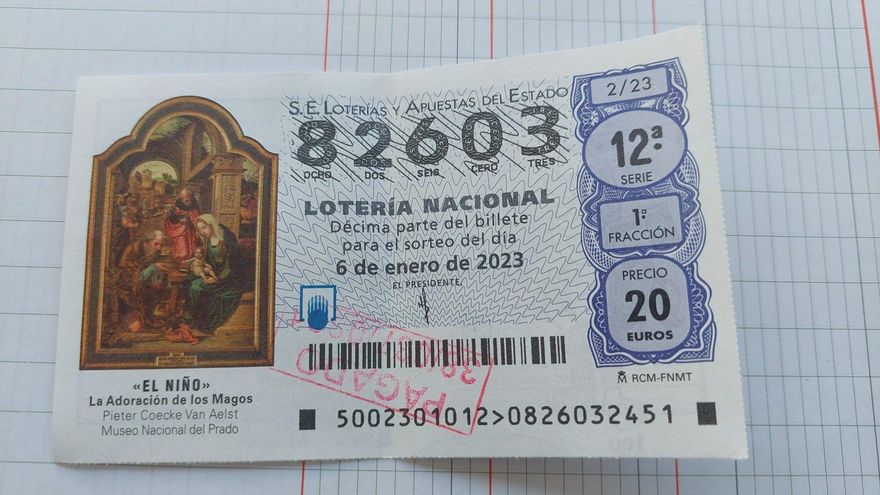 S.E. LOTERÍAS Y APUESTAS DEL ESTADO
82603
OCHO DOS SEIS CERO TRES
LOTERÍA NACIONAL
Décima parte del billete
para el sorteo del día
6 de enero de 2023
EL PRESIDENTE,
2/23
12ª
SERIE
1ª
FRACCIÓN
PRECIO
20
EUROS
RCM-FNMT
«EL NIÑO»
La Adoración de los Magos
Pieter Coecke Van Aelst
Museo Nacional del Prado
PAGADO
5002301012>0826032451